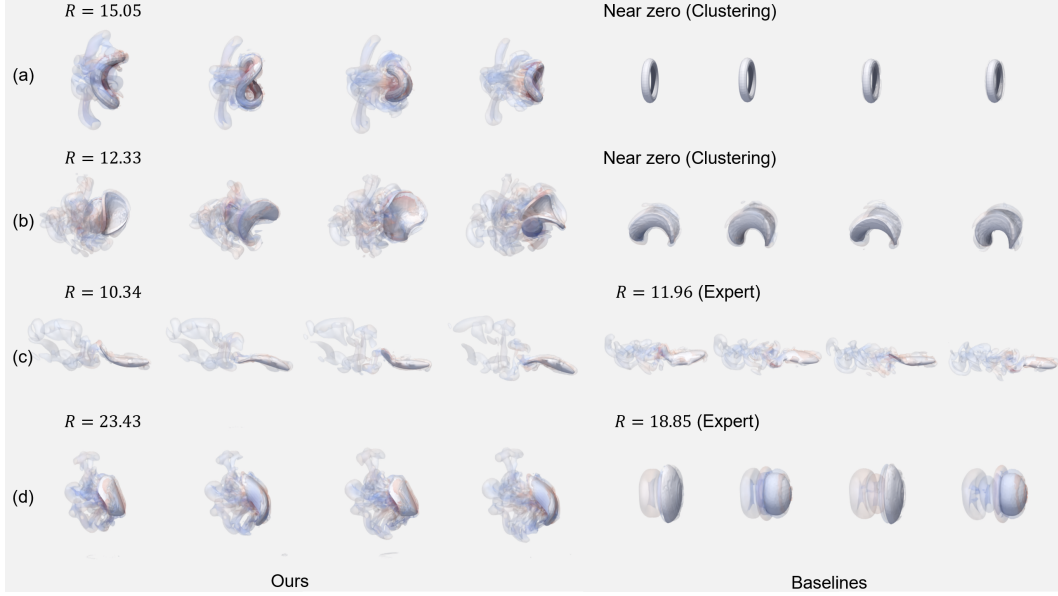 R = 15.05 Near zero (Clustering)
(a)
R = 12.33 Near zero (Clustering)
(b)
R = 10.34 R = 11.96 (Expert)
(c)
R = 23.43 R = 18.85 (Expert)
(d)
Ours Baselines